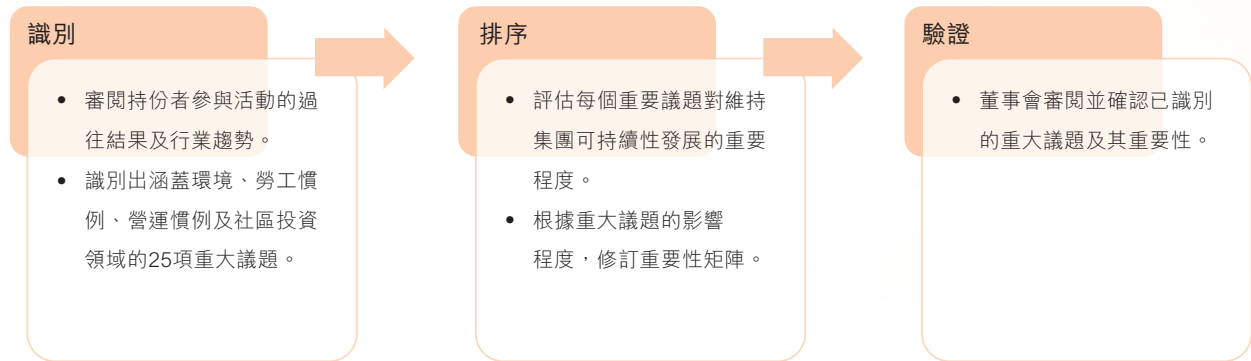 識別
• 審閱持份者參與活動的過
往結果及行業趨勢。
• 識別出涵蓋環境、勞工慣
例、營運慣例及社區投資
領域的25項重大議題。
排序
• 評估每個重要議題對維持
集團可持續性發展的重要
程度。
• 根據重大議題的影響
程度，修訂重要性矩陣。
驗證
• 董事會審閱並確認已識別
的重大議題及其重要性。